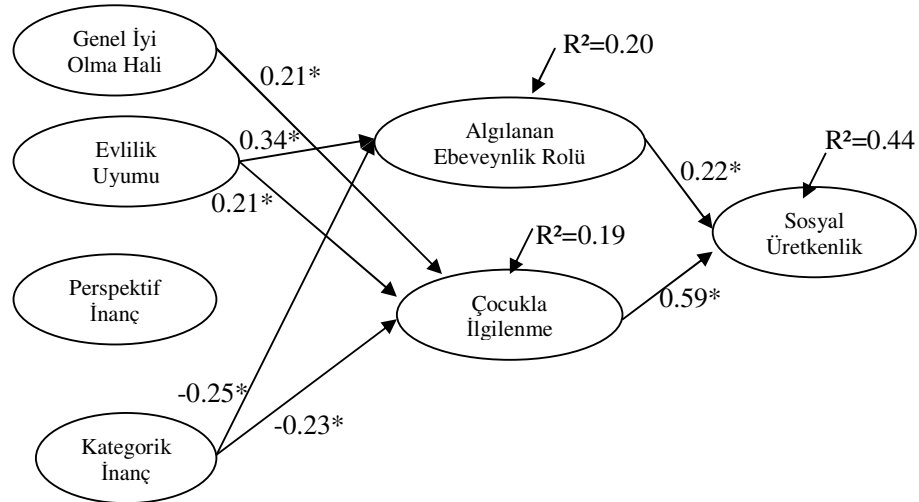 Genel İyi
Olma Hali
Evlilik
Uyumu
Perspektif
İnanç
Kategorik
İnanç
0.21*
0.34*
0.21*
-0.25*
-0.23*
R²=0.20
Algılanan
Ebeveynlik Rolü
R²=0.19
Çocukla
İlgilenme
0.22*
0.59*
R²=0.44
Sosyal
Üretkenlik